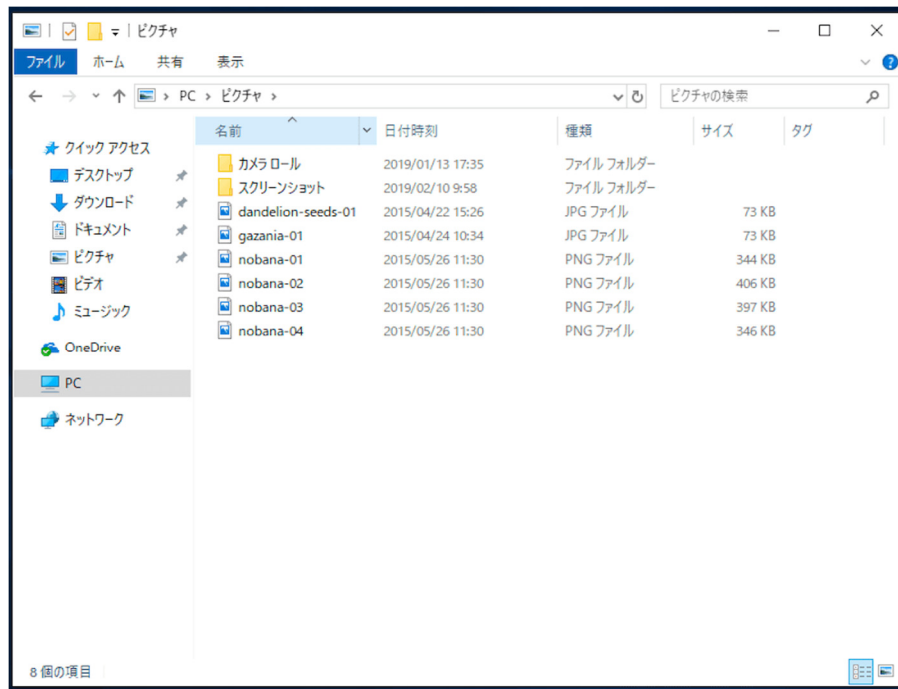 ピクチャ
ファイル ホーム 共有 表示
PC ピクチャ ピクチャの検索
名前 日付時刻 種類 サイズ タグ
クイック アクセス
デスクトップ
ダウンロード
ドキュメント
ピクチャ
ビデオ
ミュージック
OneDrive
PC
ネットワーク
カメラ ロール 2019/01/13 17:35 ファイル フォルダー
スクリーンショット 2019/02/10 9:58 ファイル フォルダー
dandelion-seeds-01 2015/04/22 15:26 JPG ファイル 73 KB
gazania-01 2015/04/24 10:34 JPG ファイル 73 KB
nobana-01 2015/05/26 11:30 PNG ファイル 344 KB
nobana-02 2015/05/26 11:30 PNG ファイル 406 KB
nobana-03 2015/05/26 11:30 PNG ファイル 397 KB
nobana-04 2015/05/26 11:30 PNG ファイル 346 KB
8 個の項目